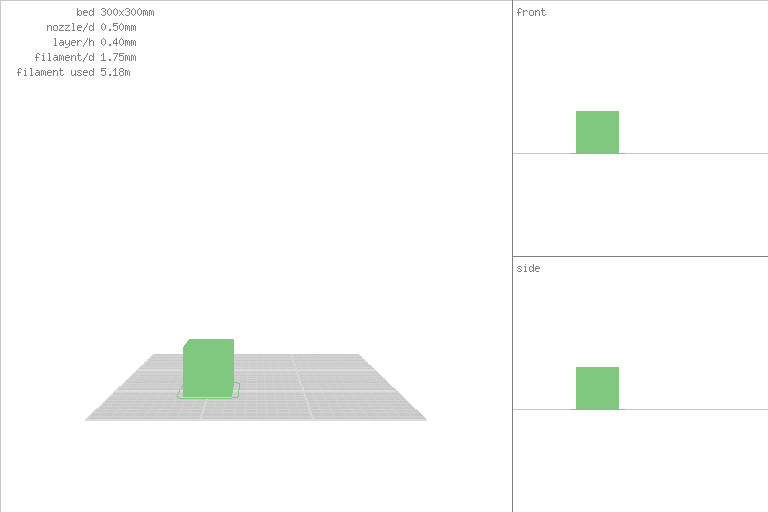 bed 300x300mm
nozzle/d 0.50mm
layer/h 0.40mm
filament/d 1.75mm
filament used 5.18m
front
side